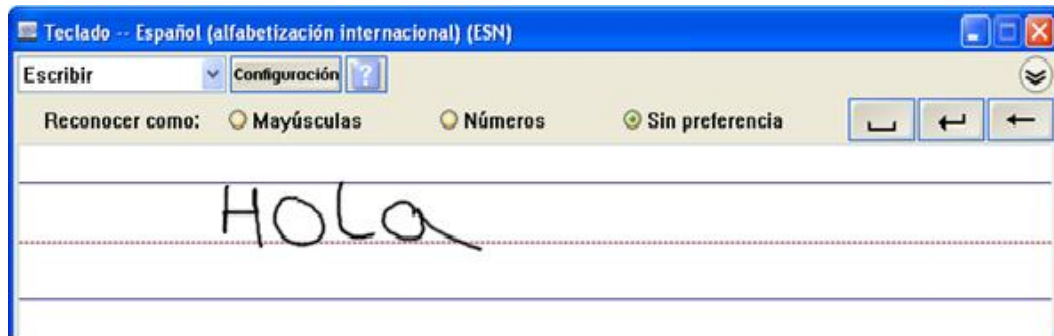 Teclado -- Español (alfabetización internacional) (ESN)
Escribir Configuración ?
Reconocer como: Mayúsculas Números Sin preferencia
HOLa